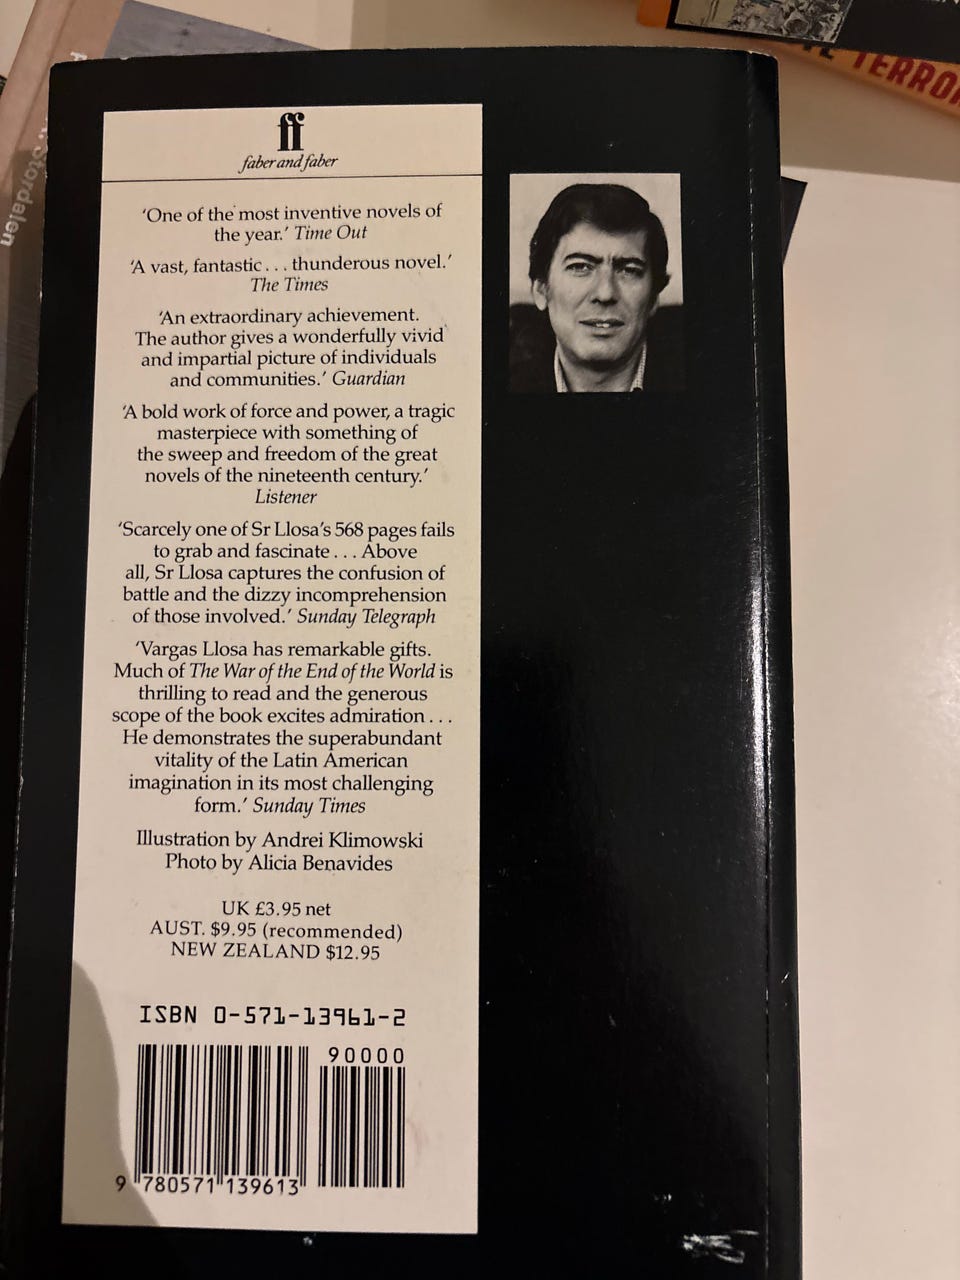 ff
faber and faber
'One of the most inventive novels of
the year.' Time Out
'A vast, fantastic . . . thunderous novel.'
The Times
'An extraordinary achievement.
The author gives a wonderfully vivid
and impartial picture of individuals
and communities.' Guardian
'A bold work of force and power, a tragic
masterpiece with something of
the sweep and freedom of the great
novels of the nineteenth century.'
Listener
'Scarcely one of Sr Llosa's 568 pages fails
to grab and fascinate . . . Above
all, Sr Llosa captures the confusion of
battle and the dizzy incomprehension
of those involved.' Sunday Telegraph
'Vargas Llosa has remarkable gifts.
Much of The War of the End of the World is
thrilling to read and the generous
scope of the book excites admiration . . .
He demonstrates the superabundant
vitality of the Latin American
imagination in its most challenging
form.' Sunday Times
Illustration by Andrei Klimowski
Photo by Alicia Benavides
UK £3.95 net
AUST. $9.95 (recommended)
NEW ZEALAND $12.95
ISBN 0-571-13961-2
90000
9 780571 139613
Stordalen
TERROR